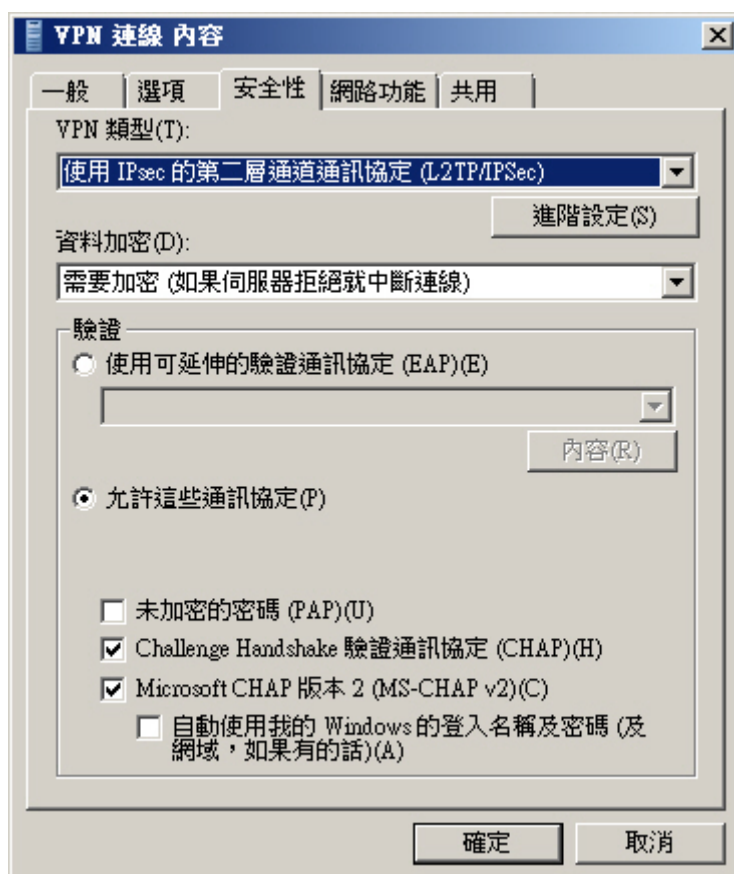 VPN 連線 內容
一般 選項 安全性 網路功能 共用
VPN 類型(T):
使用 IPsec 的第二層通道通訊協定 (L2TP/IPSec)
進階設定(S)
資料加密(D):
需要加密 (如果伺服器拒絕就中斷連線)
驗證
使用可延伸的驗證通訊協定 (EAP)(E)
內容(R)
允許這些通訊協定(P)
未加密的密碼 (PAP)(U)
Challenge Handshake 驗證通訊協定 (CHAP)(H)
Microsoft CHAP 版本 2 (MS-CHAP v2)(C)
自動使用我的 Windows 的登入名稱及密碼 (及
網域，如果有的話)(A)
確定 取消